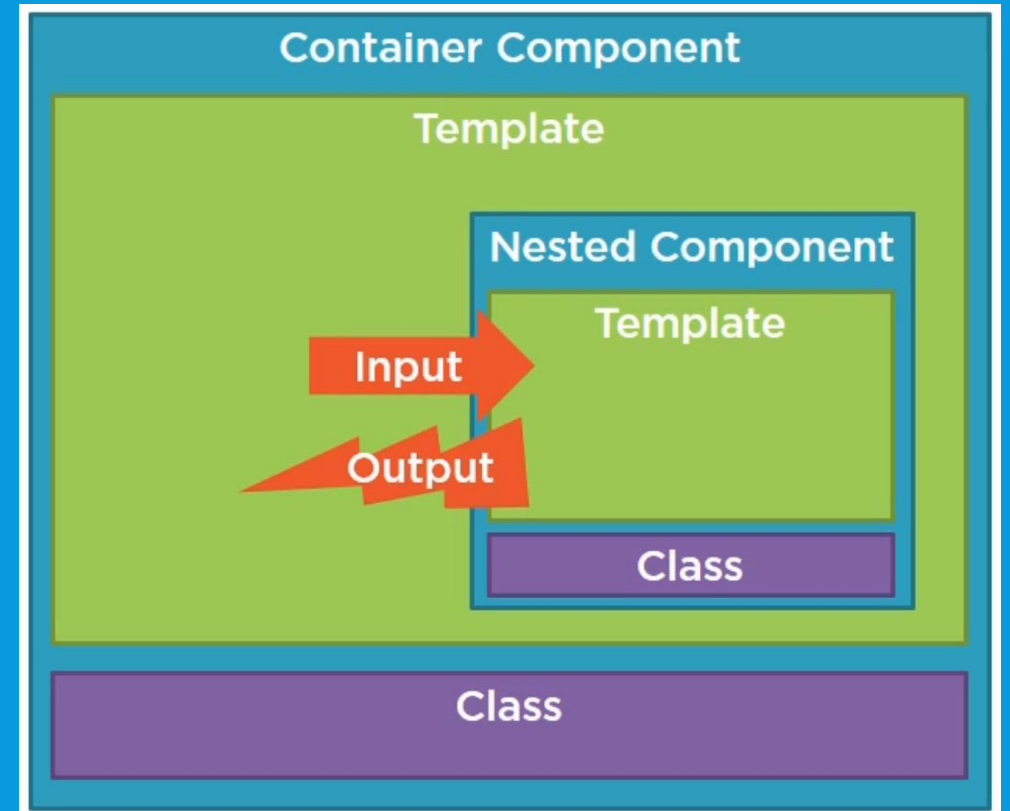 Container Component
Template
Nested Component
Template
Input
Output
Class
Class